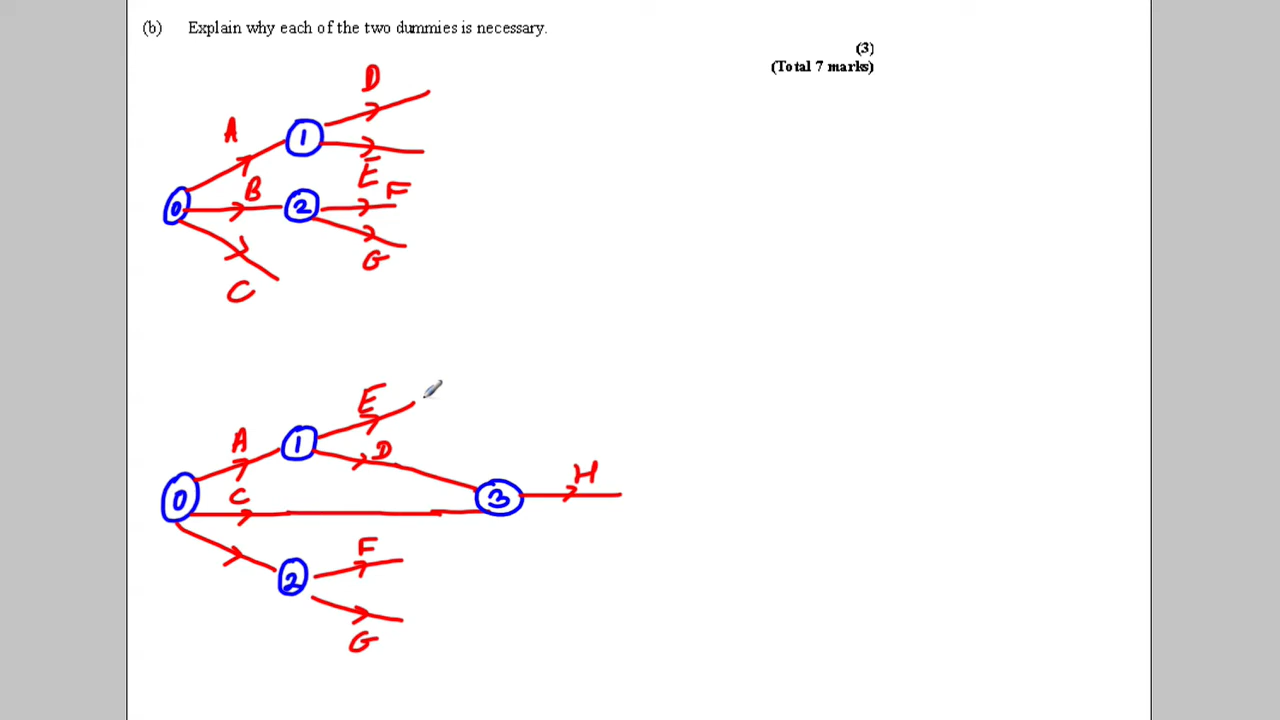 (b) Explain why each of the two dummies is necessary.
(3)
(Total 7 marks)
D
A
1
E
B
F
0
2
G
C
E
A
1
D
H
0
C
3
F
2
G